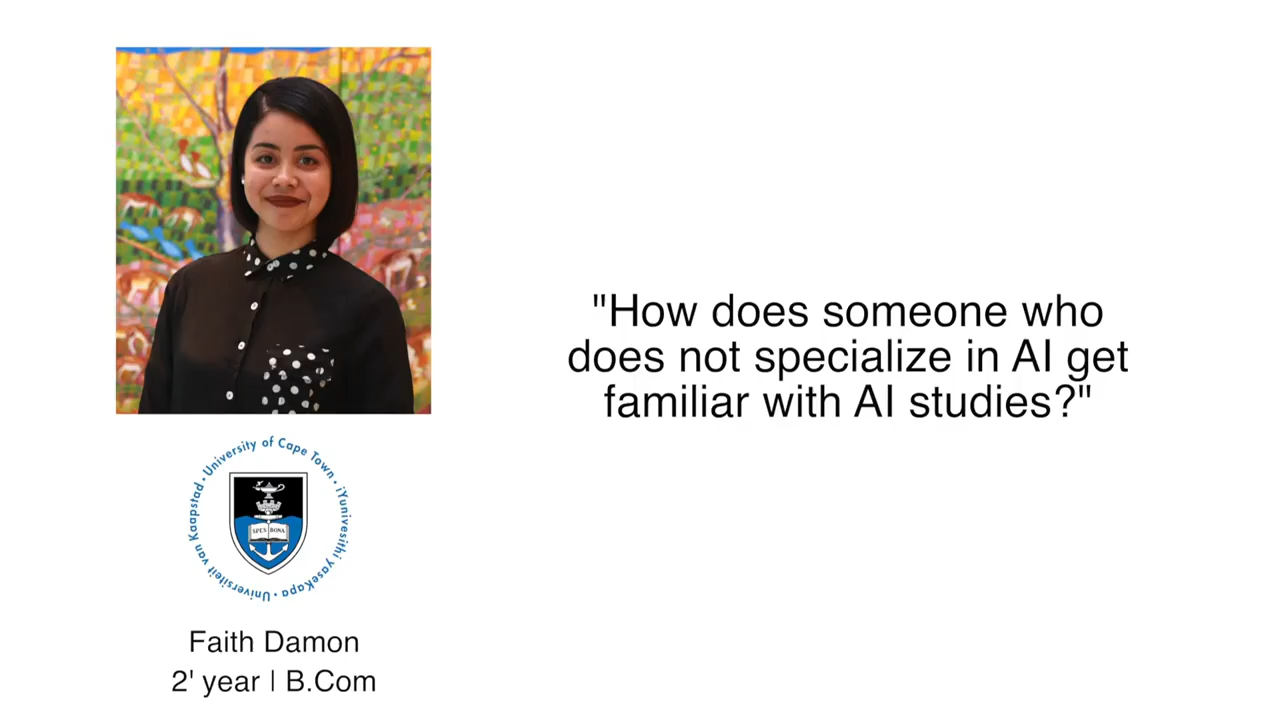 "How does someone who
does not specialize in AI get
familiar with AI studies?"
University of Cape Town · iYunivesithi yaseKapa · Universiteit van Kaapstad ·
SPES BONA
Faith Damon
2' year | B.Com